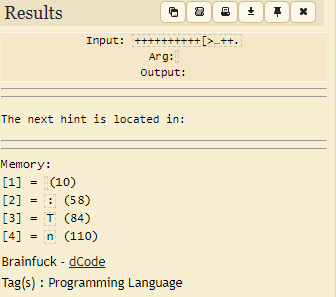 Results
Input: ++++++++++[>…++.
Arg:
Output:
The next hint is located in:
Memory:
[1] = (10)
[2] = : (58)
[3] = T (84)
[4] = n (110)
Brainfuck - dCode
Tag(s) : Programming Language